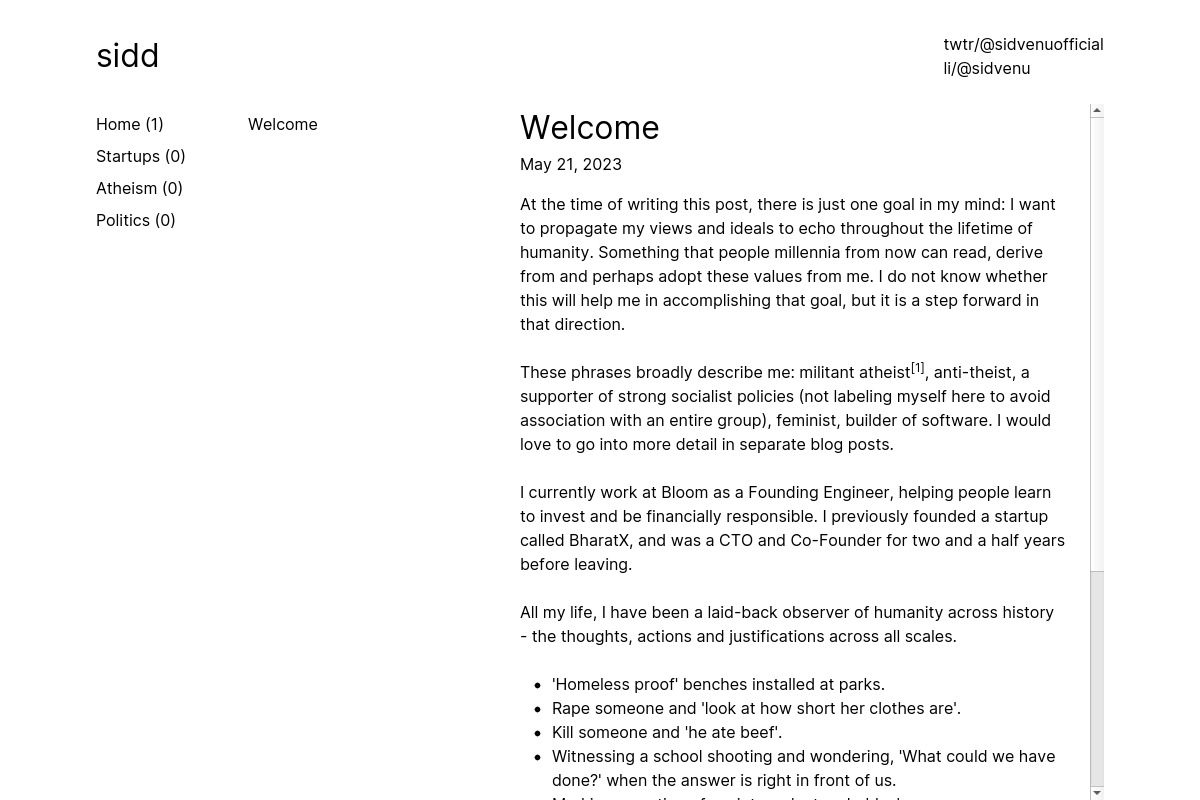 sidd
twtr/@sidvenuofficial
li/@sidvenu
Home (1)
Startups (0)
Atheism (0)
Politics (0)
Welcome
Welcome
May 21, 2023
At the time of writing this post, there is just one goal in my mind: I want
to propagate my views and ideals to echo throughout the lifetime of
humanity. Something that people millennia from now can read, derive
from and perhaps adopt these values from me. I do not know whether
this will help me in accomplishing that goal, but it is a step forward in
that direction.
These phrases broadly describe me: militant atheist[1], anti-theist, a
supporter of strong socialist policies (not labeling myself here to avoid
association with an entire group), feminist, builder of software. I would
love to go into more detail in separate blog posts.
I currently work at Bloom as a Founding Engineer, helping people learn
to invest and be financially responsible. I previously founded a startup
called BharatX, and was a CTO and Co-Founder for two and a half years
before leaving.
All my life, I have been a laid-back observer of humanity across history
- the thoughts, actions and justifications across all scales.
• 'Homeless proof' benches installed at parks.
• Rape someone and 'look at how short her clothes are'.
• Kill someone and 'he ate beef'.
• Witnessing a school shooting and wondering, 'What could we have
done?' when the answer is right in front of us.